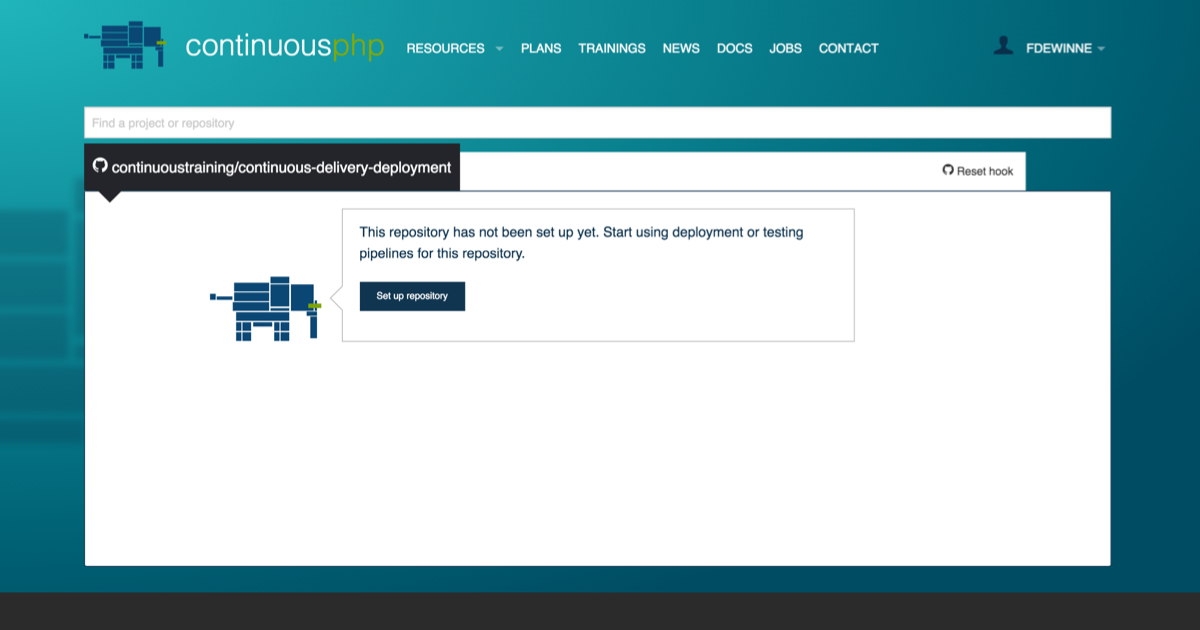 continuousphp
RESOURCES PLANS TRAININGS NEWS DOCS JOBS CONTACT FDEWINNE
Find a project or repository
continuoustraining/continuous-delivery-deployment
Reset hook
This repository has not been set up yet. Start using deployment or testing
pipelines for this repository.
Set up repository